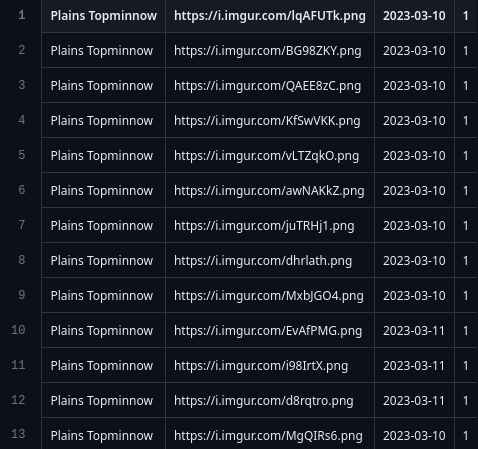 1 Plains Topminnow https://i.imgur.com/lqAFUTk.png 2023-03-10 1
2 Plains Topminnow https://i.imgur.com/BG98ZKY.png 2023-03-10 1
3 Plains Topminnow https://i.imgur.com/QAEE8zC.png 2023-03-10 1
4 Plains Topminnow https://i.imgur.com/KfSwVKK.png 2023-03-10 1
5 Plains Topminnow https://i.imgur.com/vLTZqkO.png 2023-03-10 1
6 Plains Topminnow https://i.imgur.com/awNAKkZ.png 2023-03-10 1
7 Plains Topminnow https://i.imgur.com/juTRHj1.png 2023-03-10 1
8 Plains Topminnow https://i.imgur.com/dhrlath.png 2023-03-10 1
9 Plains Topminnow https://i.imgur.com/MxbJGO4.png 2023-03-10 1
10 Plains Topminnow https://i.imgur.com/EvAfPMG.png 2023-03-11 1
11 Plains Topminnow https://i.imgur.com/i98IrtX.png 2023-03-11 1
12 Plains Topminnow https://i.imgur.com/d8rqtro.png 2023-03-11 1
13 Plains Topminnow https://i.imgur.com/MgQIRs6.png 2023-03-10 1